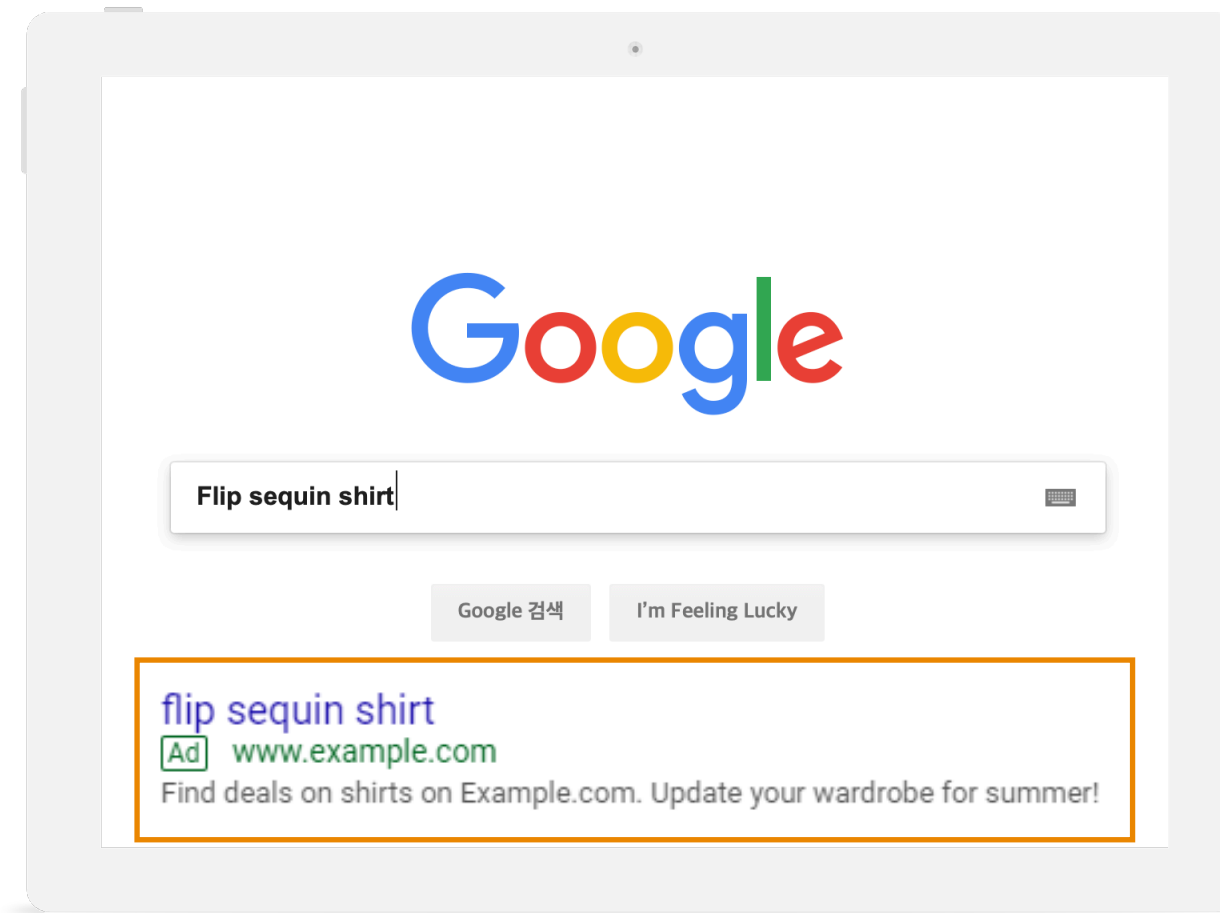 Google
Flip sequin shirt
Google 검색 I'm Feeling Lucky
flip sequin shirt
Ad www.example.com
Find deals on shirts on Example.com. Update your wardrobe for summer!